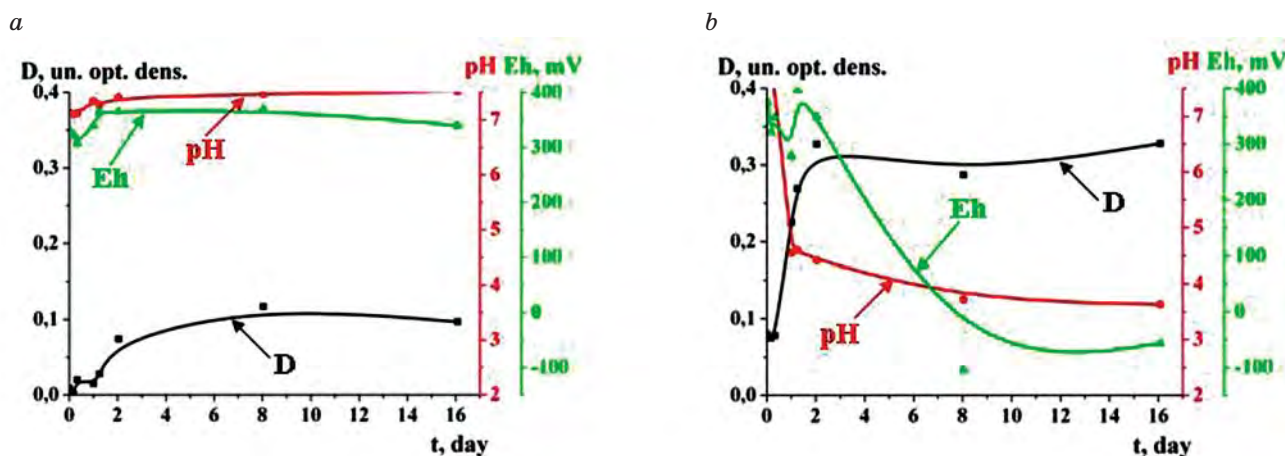 a
D, un. opt. dens.
pH Eh, mV
0,4
0,3
0,2
0,1
0,0
7
6
5
4
3
2
400
300
200
100
0
-100
pH
Eh
D
0 2 4 6 8 10 12 14 16
t, day
b
D, un. opt. dens.
pH Eh, mV
0,4
0,3
0,2
0,1
0,0
7
6
5
4
3
2
400
300
200
100
0
-100
Eh
D
pH
0 2 4 6 8 10 12 14 16
t, day